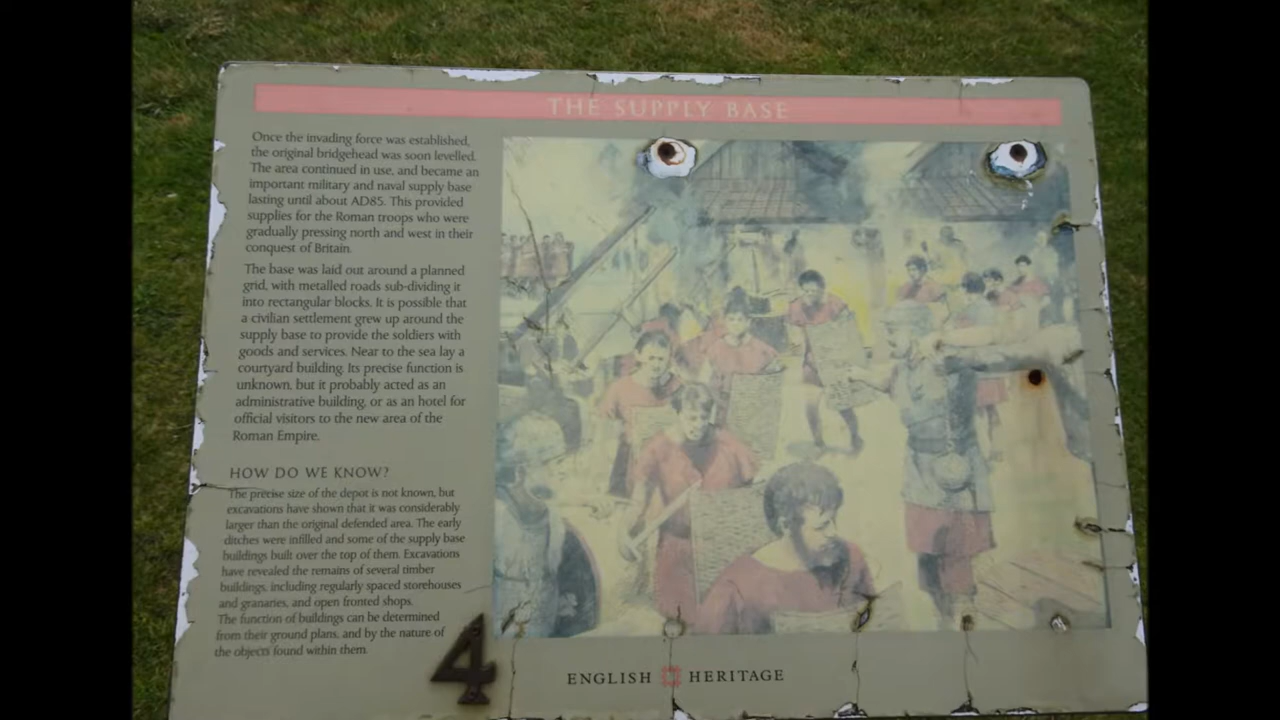 THE SUPPLY BASE
Once the invading force was established,
the original bridgehead was soon levelled.
The area continued in use, and became an
important military and naval supply base
lasting until about AD85. This provided
supplies for the Roman troops who were
gradually pressing north and west in their
conquest of Britain.
The base was laid out around a planned
grid, with metalled roads sub-dividing it
into rectangular blocks. It is possible that
a civilian settlement grew up around the
supply base to provide the soldiers with
goods and services. Near to the sea lay a
courtyard building. Its precise function is
unknown, but it probably acted as an
administrative building, or as an hotel for
official visitors to the new area of the
Roman Empire.
HOW DO WE KNOW?
The precise size of the depot is not known, but
excavations have shown that it was considerably
larger than the original defended area. The early
ditches were infilled and some of the supply base
buildings built over the top of them. Excavations
have revealed the remains of several timber
buildings, including regularly spaced storehouses
and granaries, and open fronted shops.
The function of buildings can be determined
from their ground plans, and by the nature of
the objects found within them.
4
ENGLISH HERITAGE